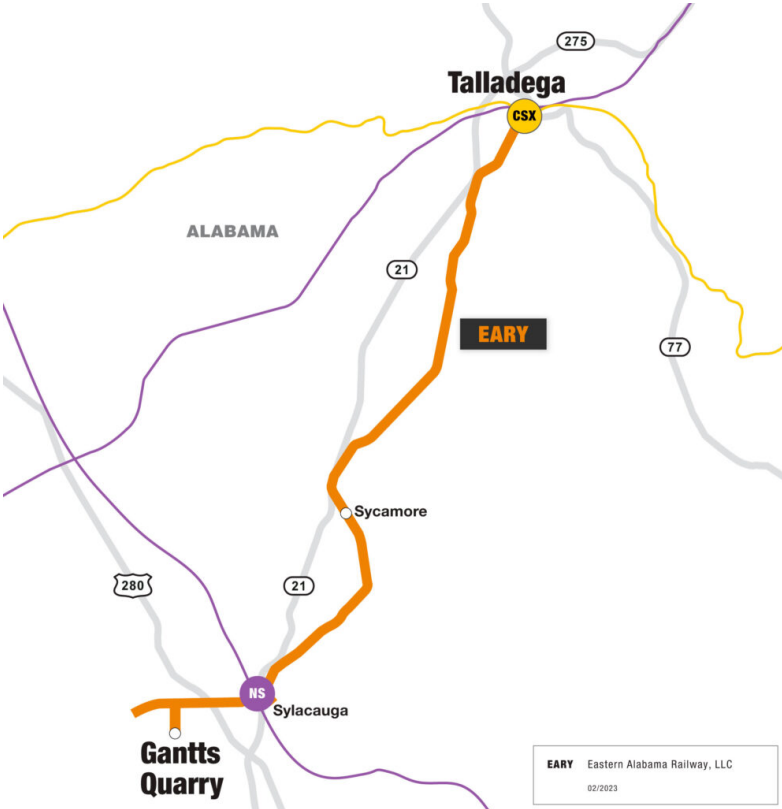 275
Talladega
CSX
ALABAMA
21
EARY
77
Sycamore
280
21
NS
Sylacauga
Gantts
Quarry
EARY Eastern Alabama Railway, LLC
02/2023